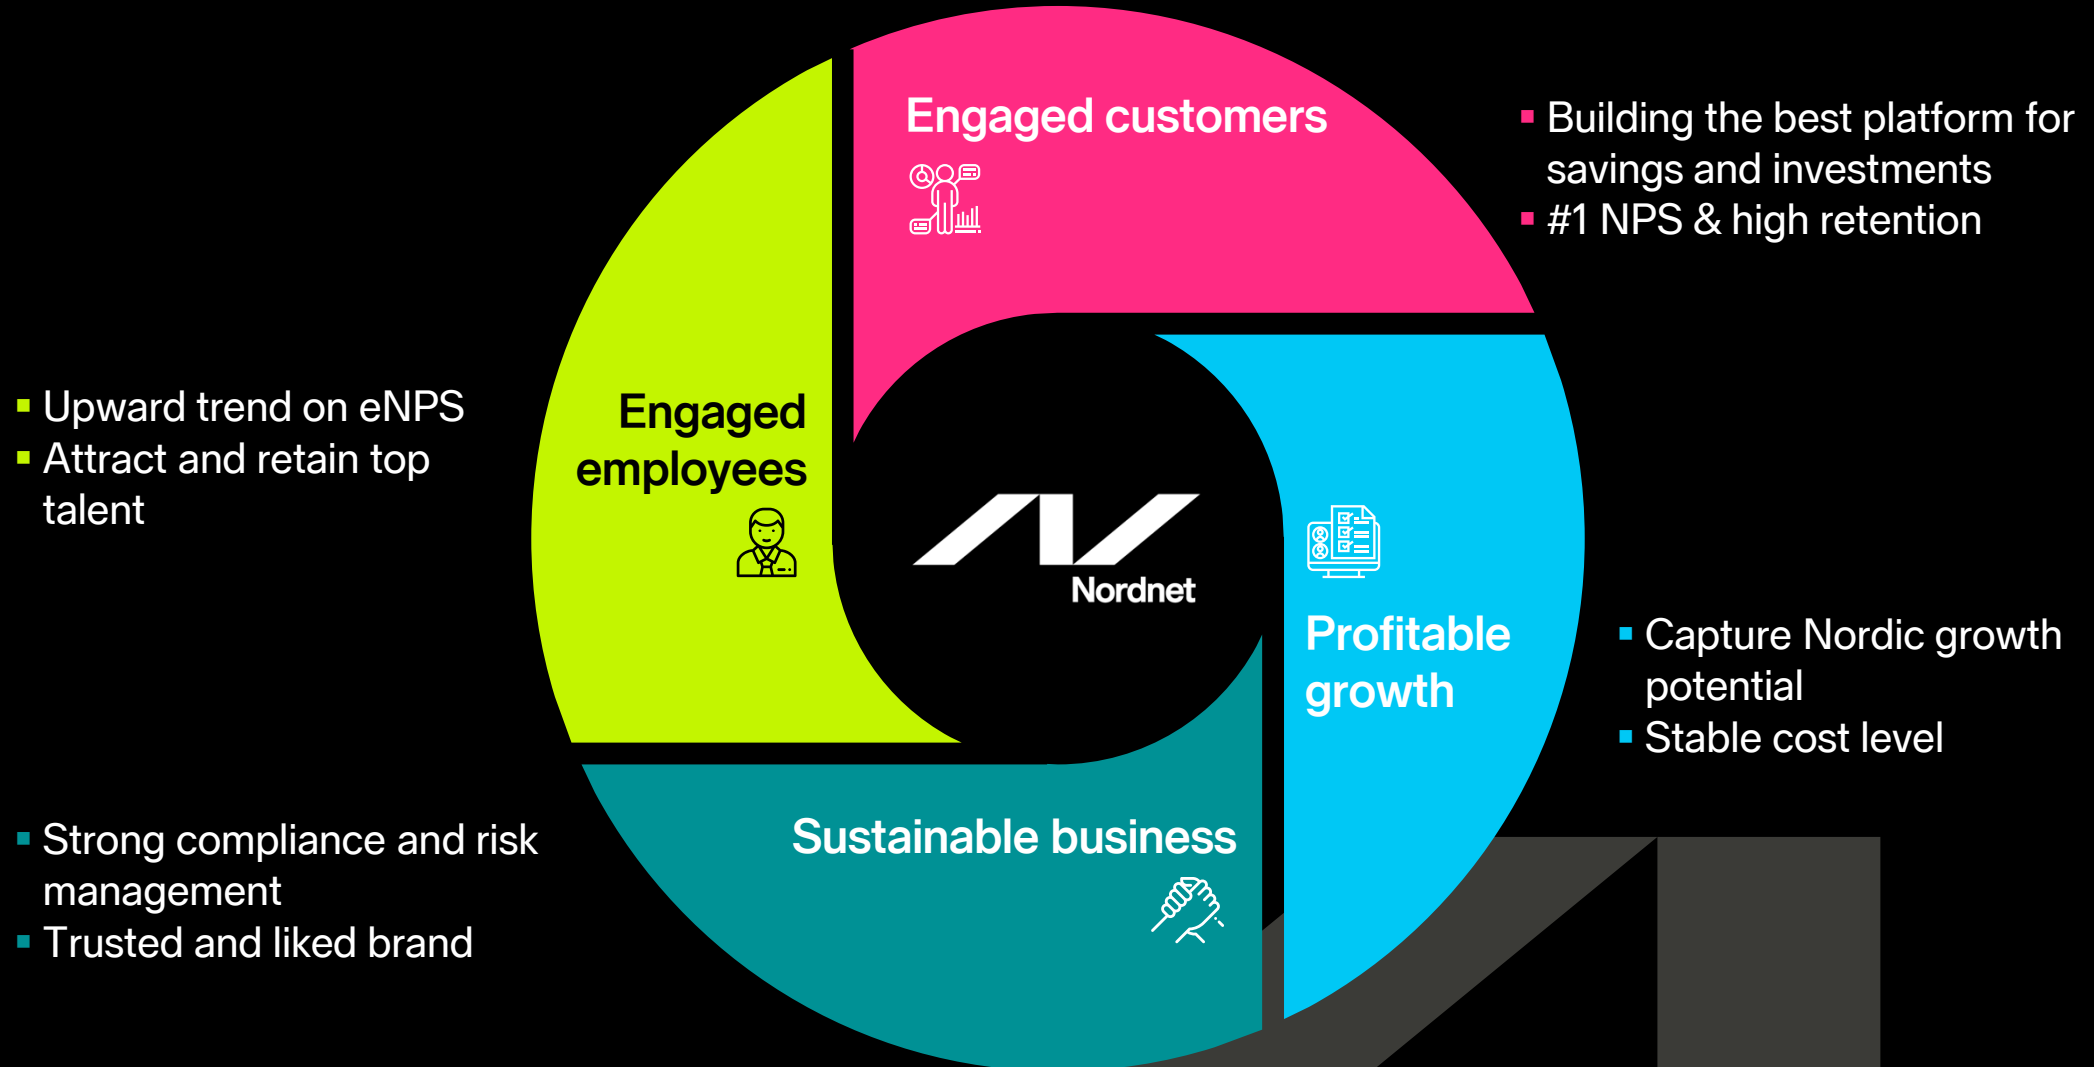 Engaged customers
▪ Building the best platform for
savings and investments
▪ #1 NPS & high retention
▪ Upward trend on eNPS
▪ Attract and retain top
talent
Engaged
employees
Nordnet
Profitable
growth
▪ Capture Nordic growth
potential
▪ Stable cost level
Sustainable business
▪ Strong compliance and risk
management
▪ Trusted and liked brand